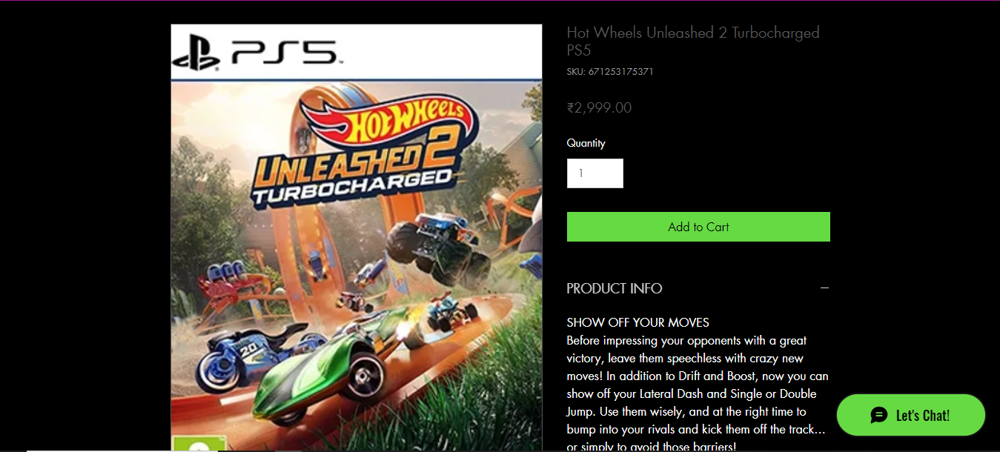 PS5
Hot Wheels Unleashed 2 Turbocharged
PS5
SKU: 671253175371
₹2,999.00
Quantity
1
Add to Cart
HOT WHEELS
UNLEASHED 2
TURBOCHARGED
20
PRODUCT INFO
SHOW OFF YOUR MOVES
Before impressing your opponents with a great
victory, leave them speechless with crazy new
moves! In addition to Drift and Boost, now you can
show off your Lateral Dash and Single or Double
Jump. Use them wisely, and at the right time to
bump into your rivals and kick them off the track...
or simply to avoid those barriers!
Let's Chat!